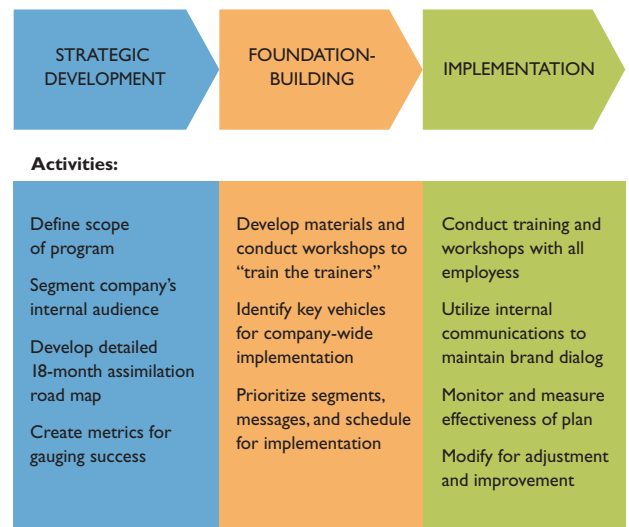 STRATEGIC
DEVELOPMENT
FOUNDATION-
BUILDING
IMPLEMENTATION
Activities:
Define scope
of program
Segment company’s
internal audience
Develop detailed
18-month assimilation
road map
Create metrics for
gauging success
Develop materials and
conduct workshops to
“train the trainers”
Identify key vehicles
for company-wide
implementation
Prioritize segments,
messages, and schedule
for implementation
Conduct training and
workshops with all
employess
Utilize internal
communications to
maintain brand dialog
Monitor and measure
effectiveness of plan
Modify for adjustment
and improvement